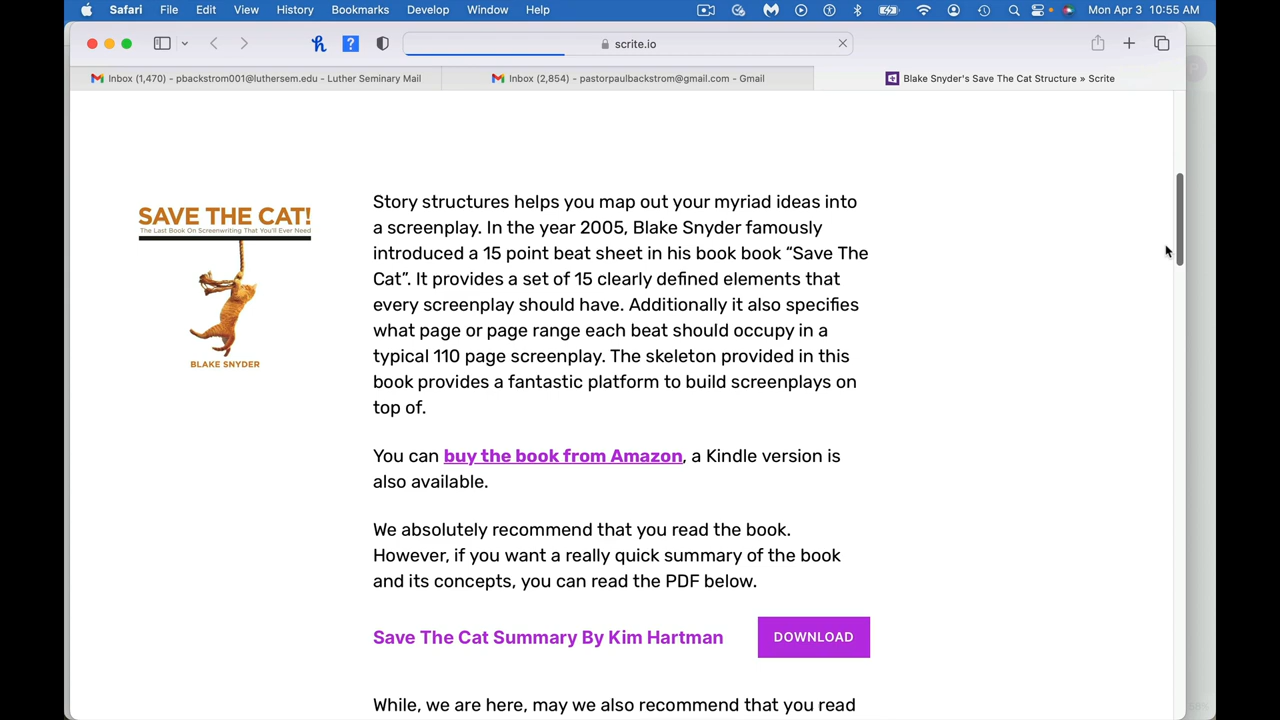 Safari File Edit View History Bookmarks Develop Window Help Mon Apr 3 10:55 AM
scrite.io
Inbox (1,470) - pbackstrom001@luthersem.edu - Luther Seminary Mail
Inbox (2,854) - pastorpaulbackstrom@gmail.com - Gmail
Blake Snyder's Save The Cat Structure » Scrite
SAVE THE CAT!
The Last Book On Screenwriting That You'll Ever Need
BLAKE SNYDER
Story structures helps you map out your myriad ideas into
a screenplay. In the year 2005, Blake Snyder famously
introduced a 15 point beat sheet in his book book “Save The
Cat”. It provides a set of 15 clearly defined elements that
every screenplay should have. Additionally it also specifies
what page or page range each beat should occupy in a
typical 110 page screenplay. The skeleton provided in this
book provides a fantastic platform to build screenplays on
top of.
You can buy the book from Amazon, a Kindle version is
also available.
We absolutely recommend that you read the book.
However, if you want a really quick summary of the book
and its concepts, you can read the PDF below.
Save The Cat Summary By Kim Hartman
DOWNLOAD
While, we are here, may we also recommend that you read